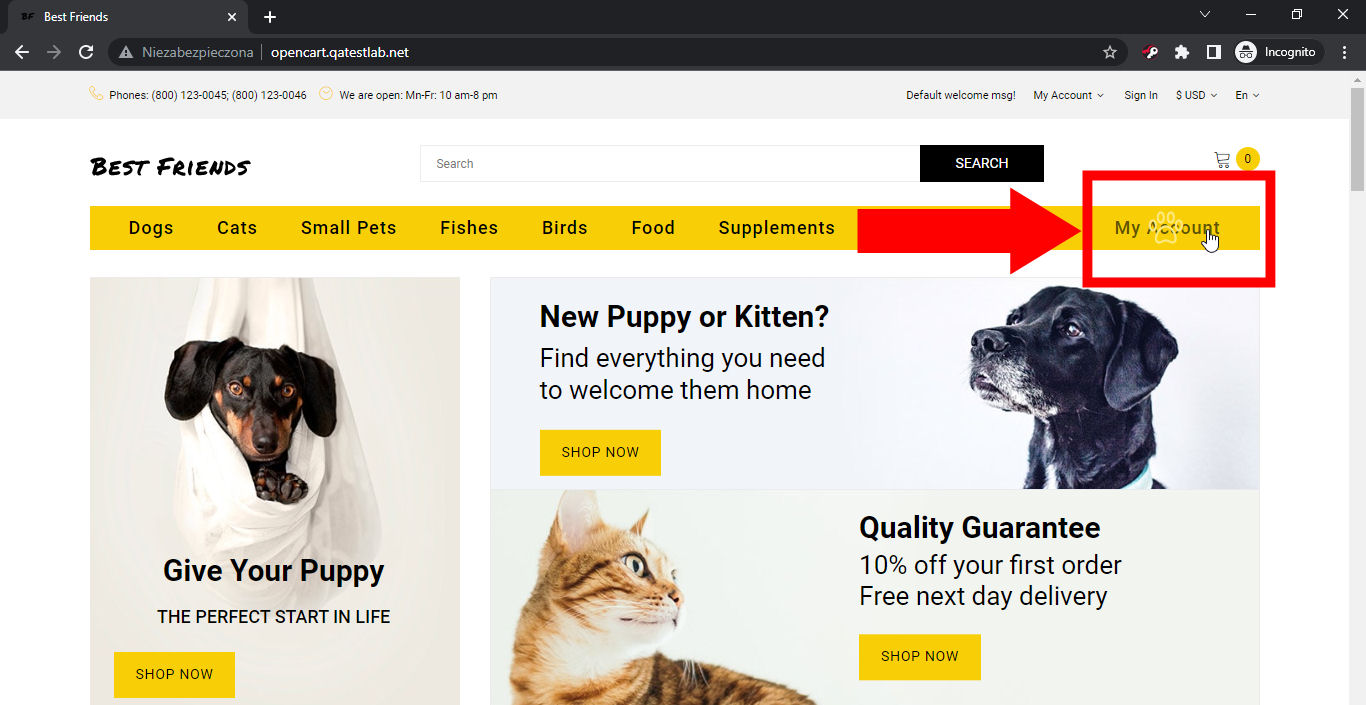 Best Friends
Niezabezpieczona opencart.qatestlab.net Incognito
Phones: (800) 123-0045; (800) 123-0046 We are open: Mn-Fr: 10 am-8 pm Default welcome msg! My Account Sign In $ USD En
BEST FRIENDS Search SEARCH 0
Dogs Cats Small Pets Fishes Birds Food Supplements My Account
New Puppy or Kitten?
Find everything you need
to welcome them home
SHOP NOW
Give Your Puppy
THE PERFECT START IN LIFE
SHOP NOW
Quality Guarantee
10% off your first order
Free next day delivery
SHOP NOW